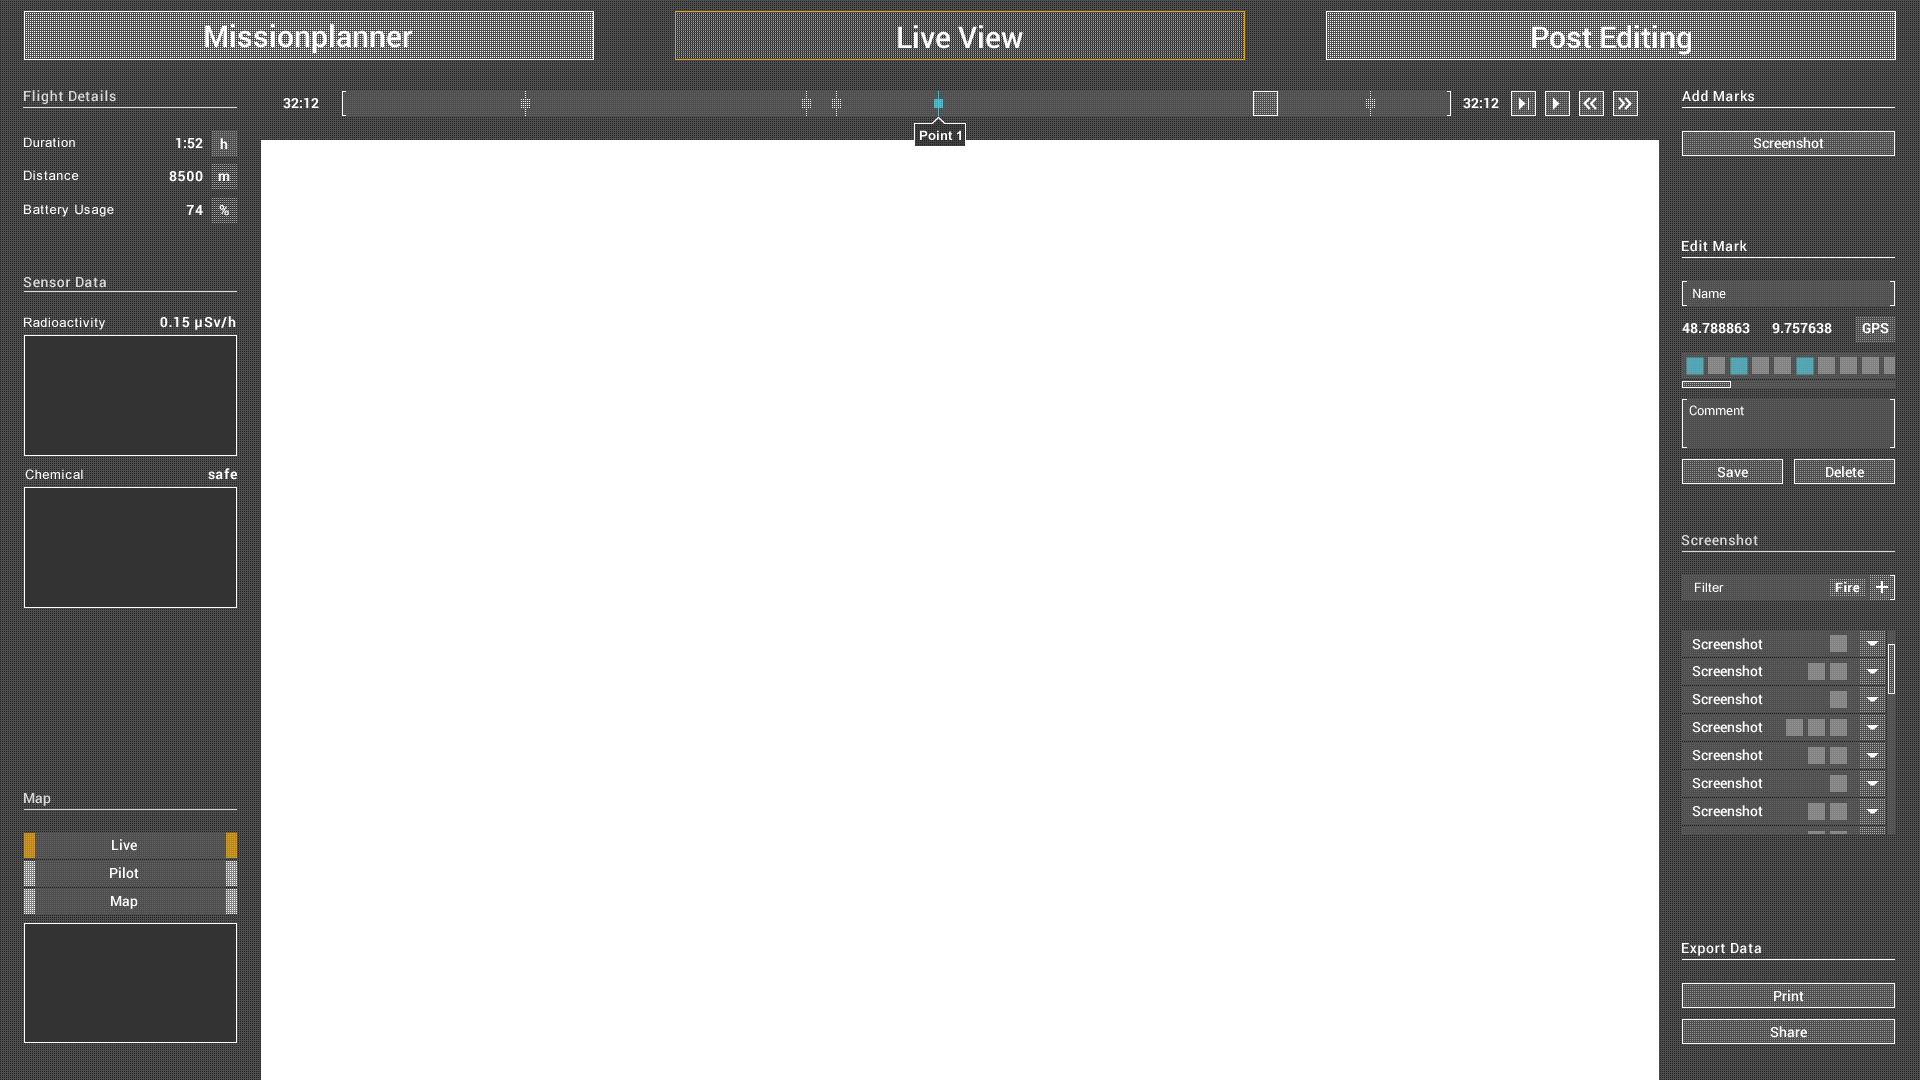 Missionplanner
Live View
Post Editing
Flight Details
Duration 1:52 h
Distance 8500 m
Battery Usage 74 %
Sensor Data
Radioactivity 0.15 µSv/h
Chemical safe
Map
Live
Pilot
Map
32:12
32:12
Point 1
Add Marks
Screenshot
Edit Mark
Name
48.788863 9.757638 GPS
Comment
Save Delete
Screenshot
Filter Fire +
Screenshot
Screenshot
Screenshot
Screenshot
Screenshot
Screenshot
Screenshot
Export Data
Print
Share